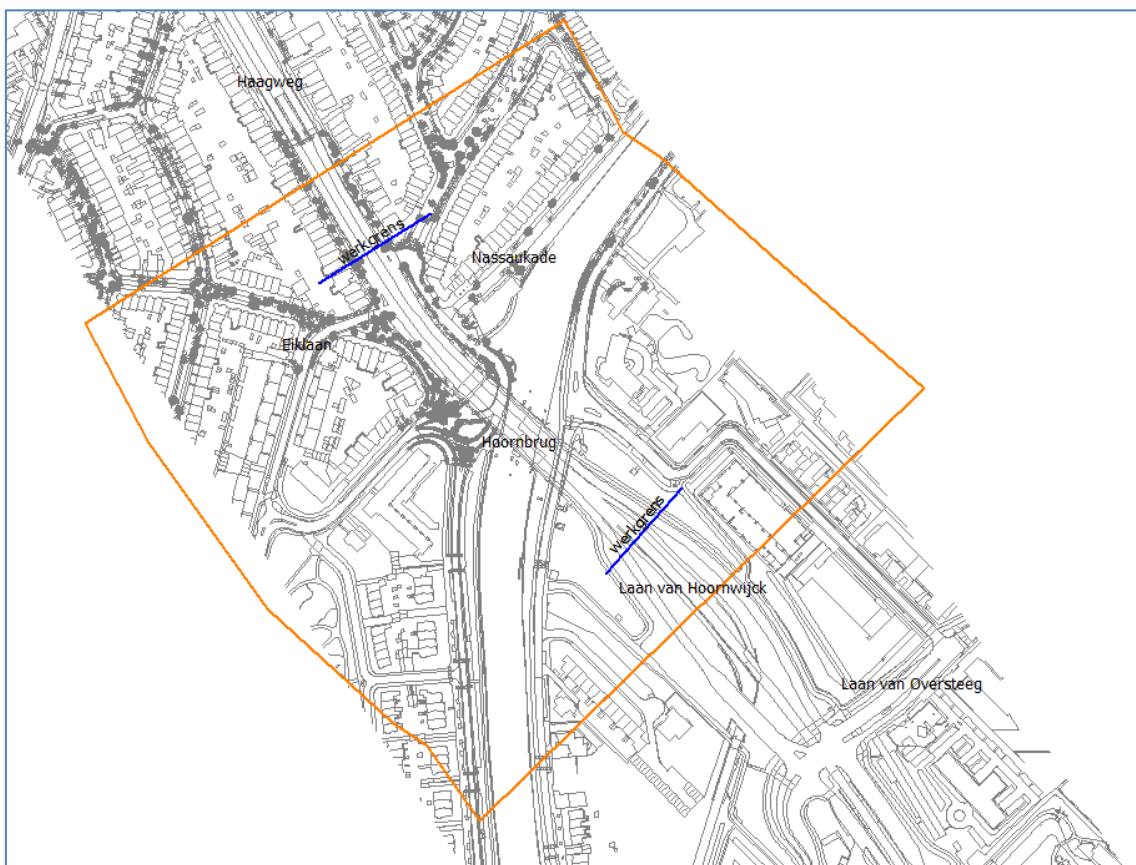 Haagweg
werkgrens
Nassaukade
Eiklaan
Hoornbrug
werkgrens
Laan van Hoornwijck
Laan van Oversteeg